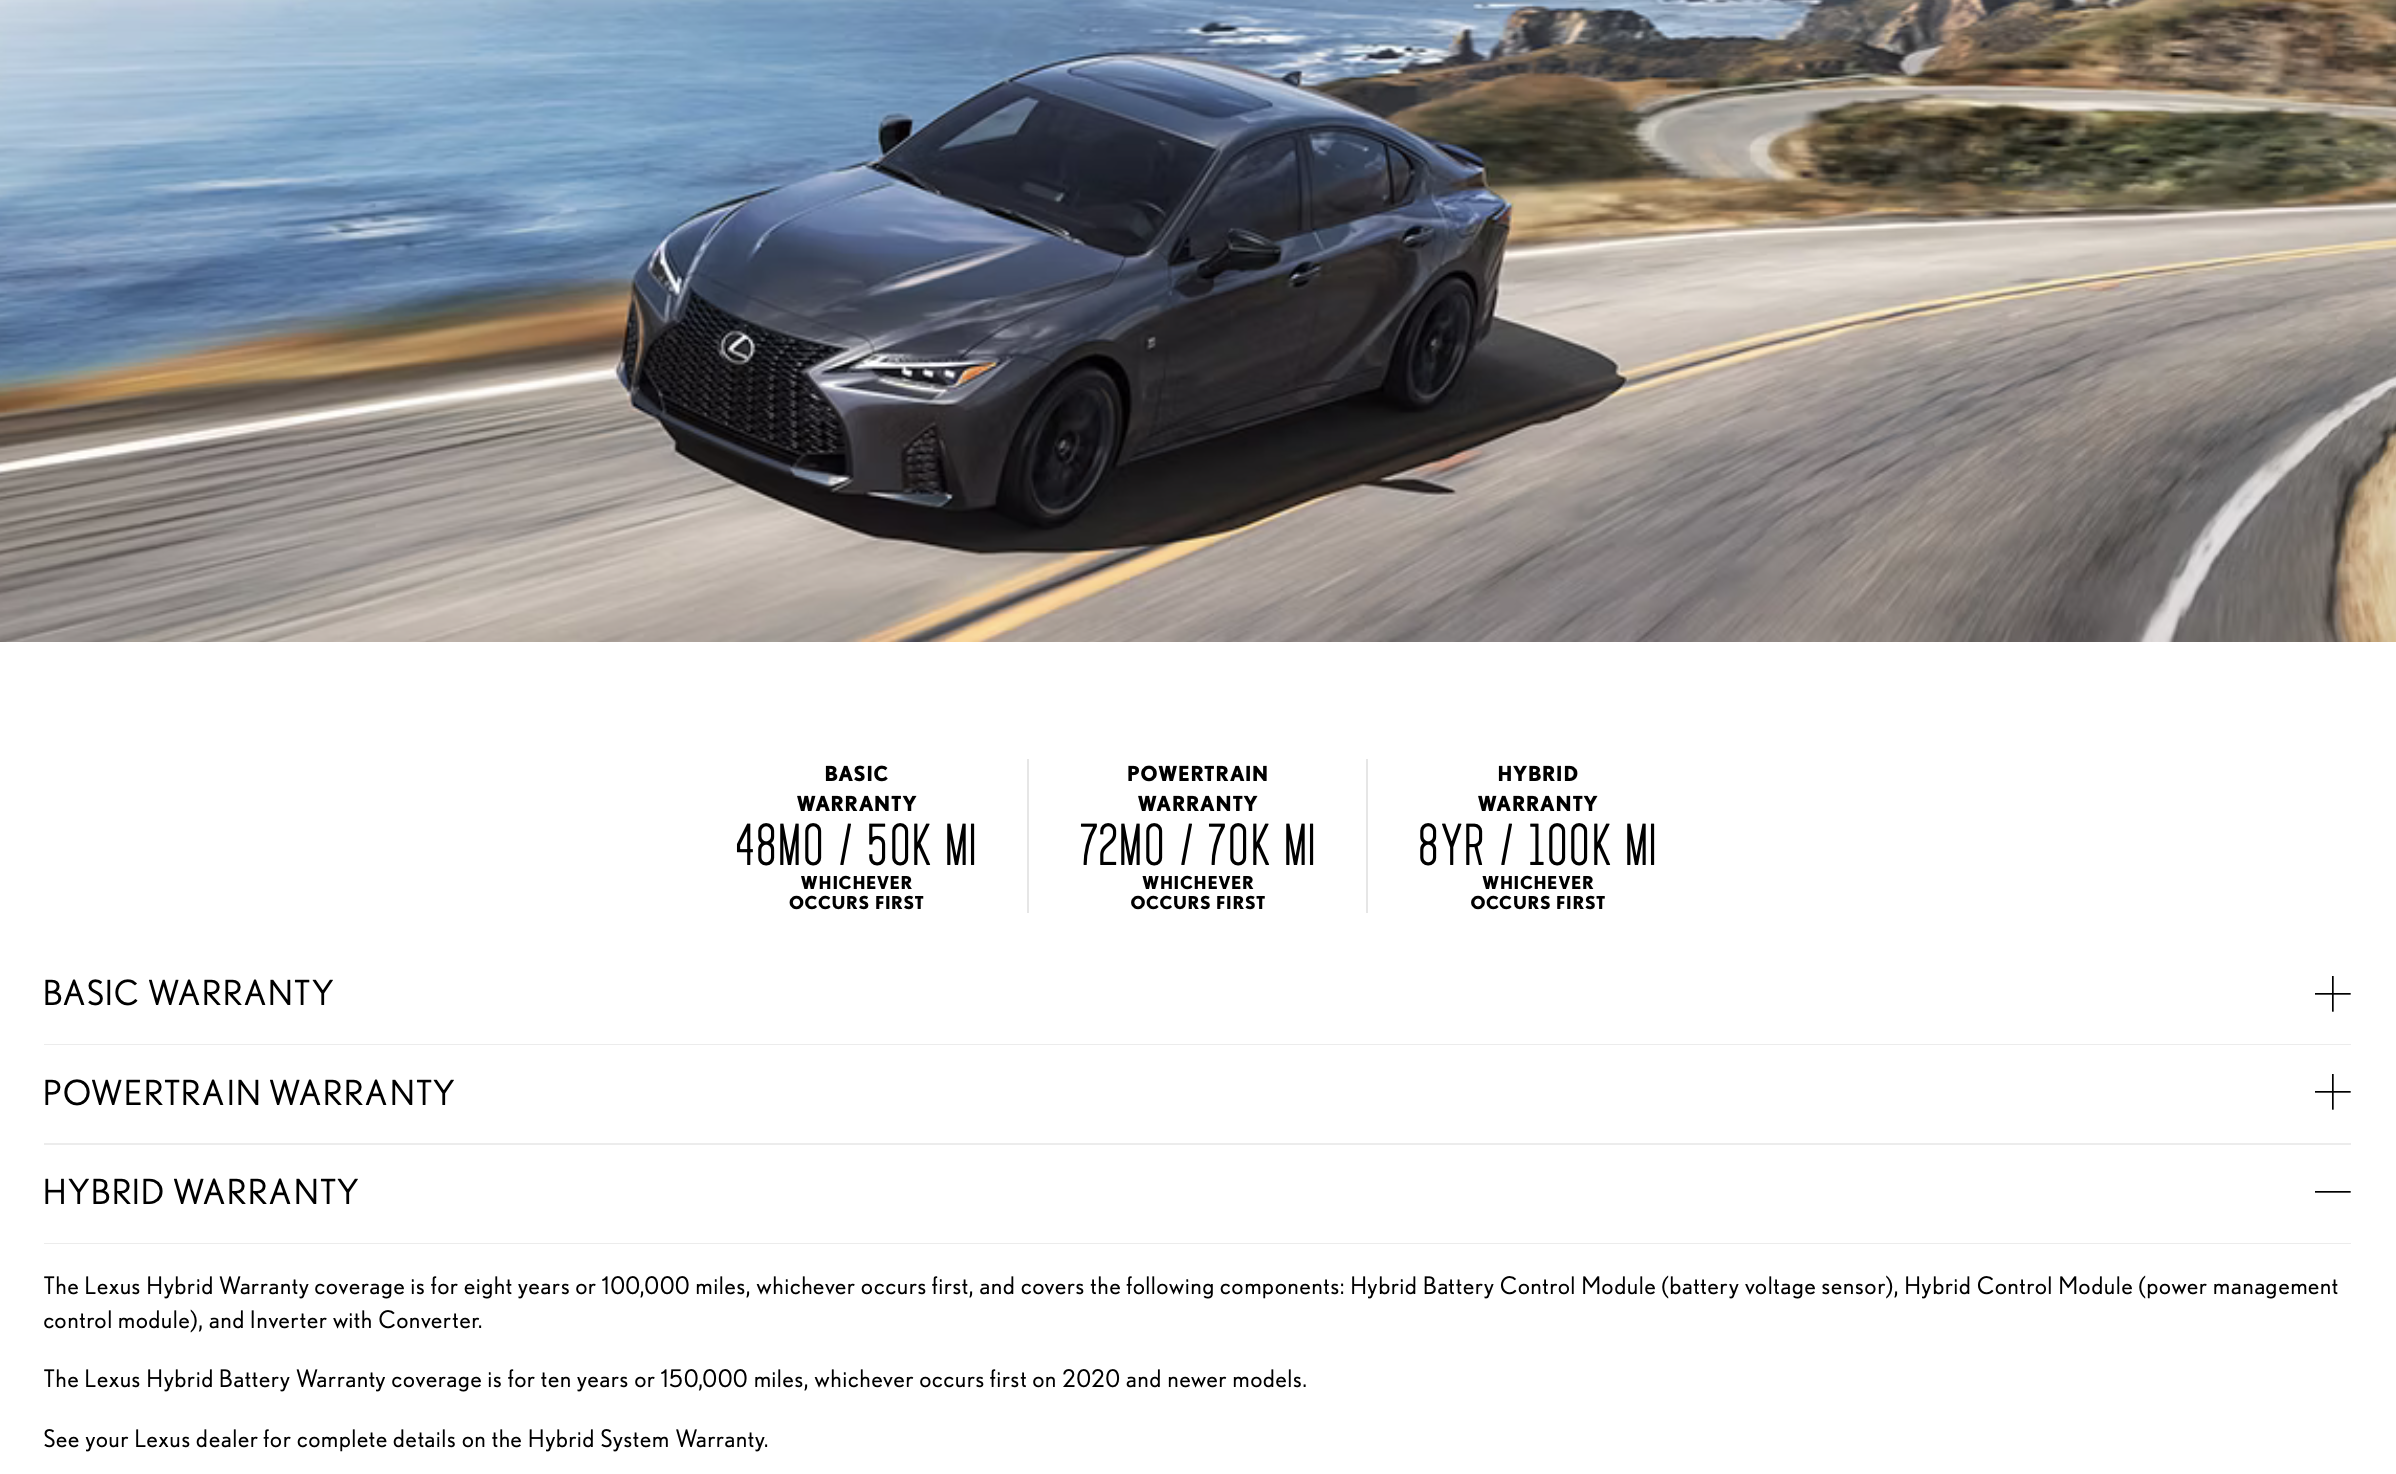 BASIC
WARRANTY
48MO / 50K MI
WHICHEVER
OCCURS FIRST
POWERTRAIN
WARRANTY
72MO / 70K MI
WHICHEVER
OCCURS FIRST
HYBRID
WARRANTY
8YR / 100K MI
WHICHEVER
OCCURS FIRST
BASIC WARRANTY
POWERTRAIN WARRANTY
HYBRID WARRANTY
The Lexus Hybrid Warranty coverage is for eight years or 100,000 miles, whichever occurs first, and covers the following components: Hybrid Battery Control Module (battery voltage sensor), Hybrid Control Module (power management
control module), and Inverter with Converter.
The Lexus Hybrid Battery Warranty coverage is for ten years or 150,000 miles, whichever occurs first on 2020 and newer models.
See your Lexus dealer for complete details on the Hybrid System Warranty.